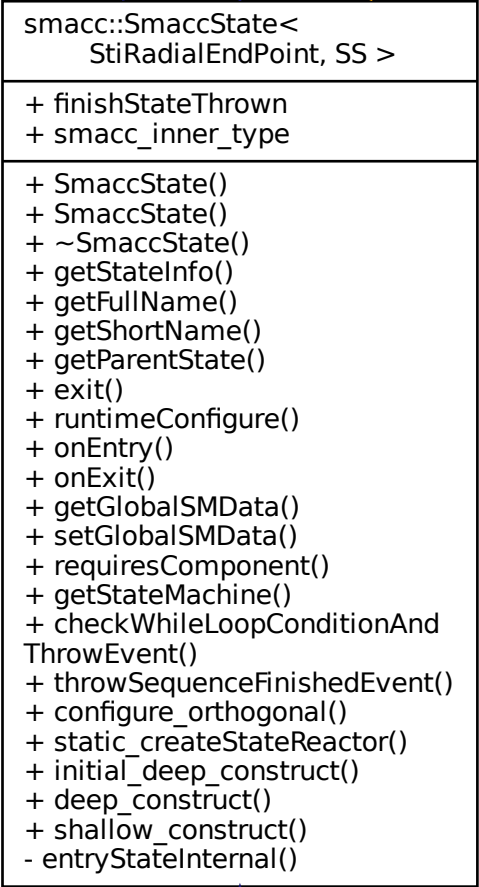 smacc::SmaccState<
StiRadialEndPoint, SS >
+ finishStateThrown
+ smacc_inner_type
+ SmaccState()
+ SmaccState()
+ ~SmaccState()
+ getStateInfo()
+ getFullName()
+ getShortName()
+ getParentState()
+ exit()
+ runtimeConfigure()
+ onEntry()
+ onExit()
+ getGlobalSMData()
+ setGlobalSMData()
+ requiresComponent()
+ getStateMachine()
+ checkWhileLoopConditionAnd
ThrowEvent()
+ throwSequenceFinishedEvent()
+ configure_orthogonal()
+ static_createStateReactor()
+ initial_deep_construct()
+ deep_construct()
+ shallow_construct()
- entryStateInternal()